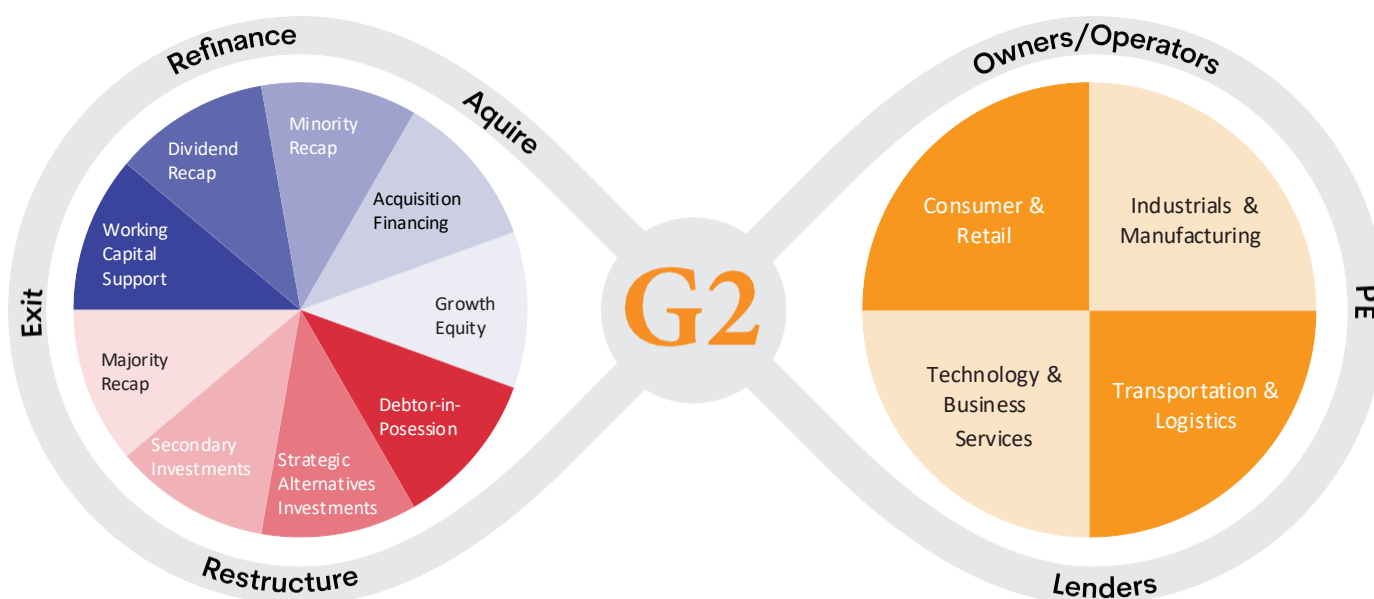 Refinance
Aquire
Exit
Restructure
Minority
Recap
Dividend
Recap
Acquisition
Financing
Working
Capital
Support
Growth
Equity
Majority
Recap
Debtor-in-
Posession
Secondary
Investments
Strategic
Alternatives
Investments
G2
Owners/Operators
PE
Lenders
Consumer &
Retail
Industrials &
Manufacturing
Technology &
Business
Services
Transportation &
Logistics